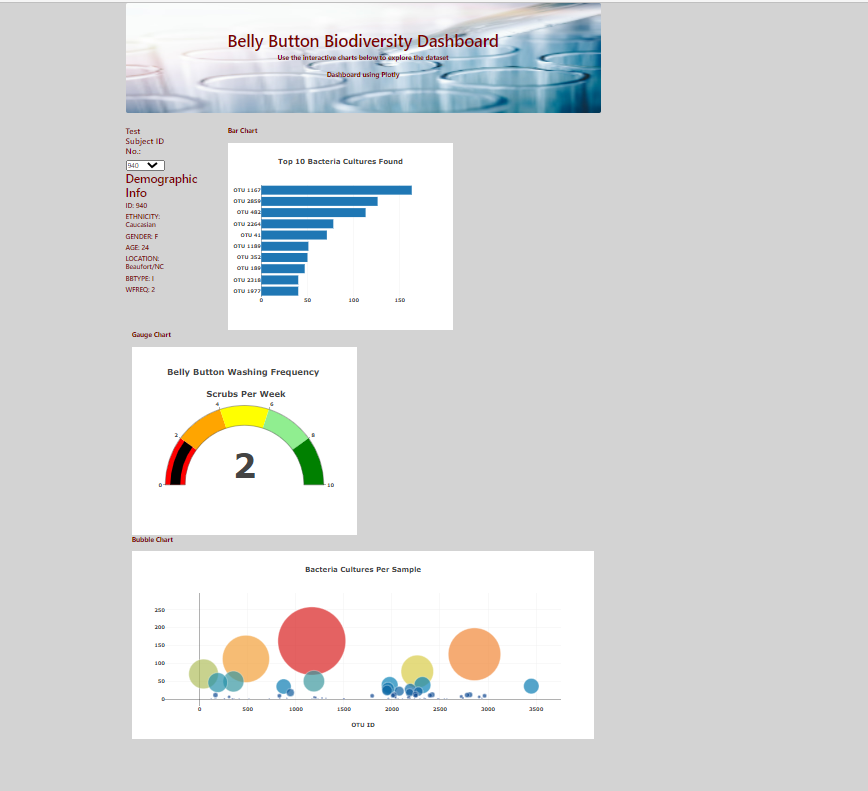 Belly Button Biodiversity Dashboard
Use the interactive charts below to explore the dataset
Dashboard using Plotly
Test
Subject ID
No.:
940
Demographic
Info
ID: 940
ETHNICITY:
Caucasian
GENDER: F
AGE: 24
LOCATION:
Beaufort/NC
BBTYPE: I
WFREQ: 2
Bar Chart
Top 10 Bacteria Cultures Found
OTU 1167
OTU 2859
OTU 482
OTU 2264
OTU 41
OTU 1189
OTU 352
OTU 189
OTU 2318
OTU 1977
0 50 100 150
Gauge Chart
Belly Button Washing Frequency
Scrubs Per Week
0 2 4 6 8 10
2
Bubble Chart
Bacteria Cultures Per Sample
250
200
150
100
50
0
0 500 1000 1500 2000 2500 3000 3500
OTU ID